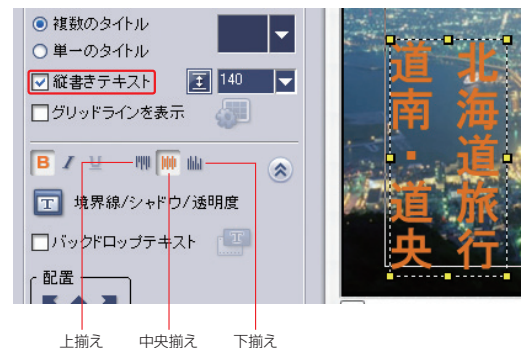 複数のタイトル
単一のタイトル
縦書きテキスト
140
グリッドラインを表示
B I U
T 境界線/シャドウ/透明度
バックドロップテキスト
配置
上揃え 中央揃え 下揃え
北海道旅行
道南・道央